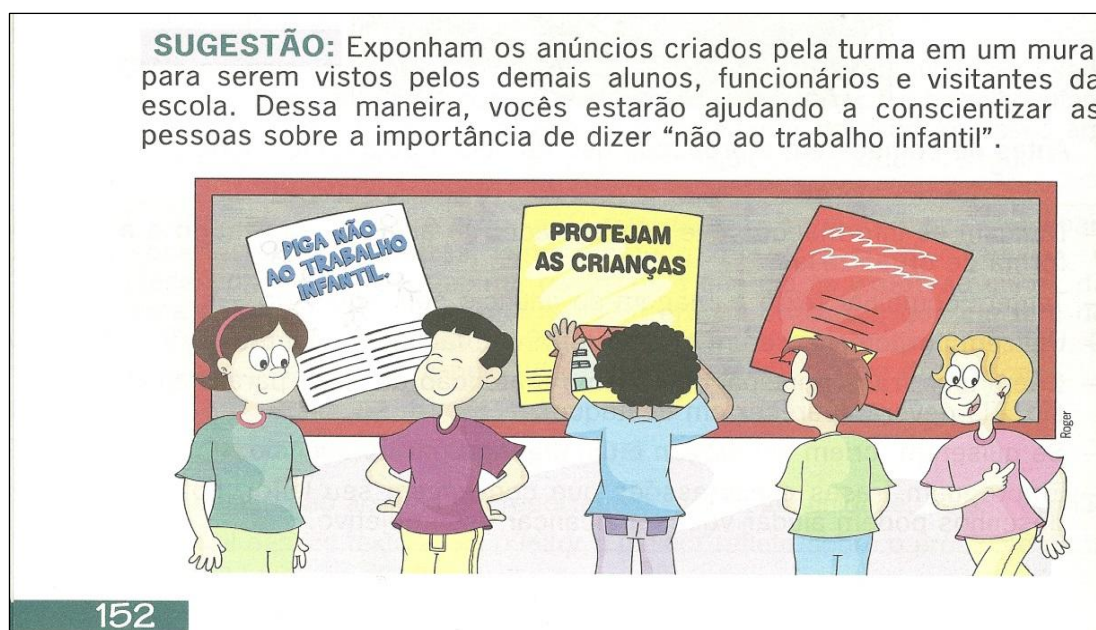 SUGESTÃO: Exponham os anúncios criados pela turma em um mura
para serem vistos pelos demais alunos, funcionários e visitantes da
escola. Dessa maneira, vocês estarão ajudando a conscientizar as
pessoas sobre a importância de dizer “não ao trabalho infantil”.
DIGA NÃO
AO TRABALHO
INFANTIL.
PROTEJAM
AS CRIANÇAS
Roger
152